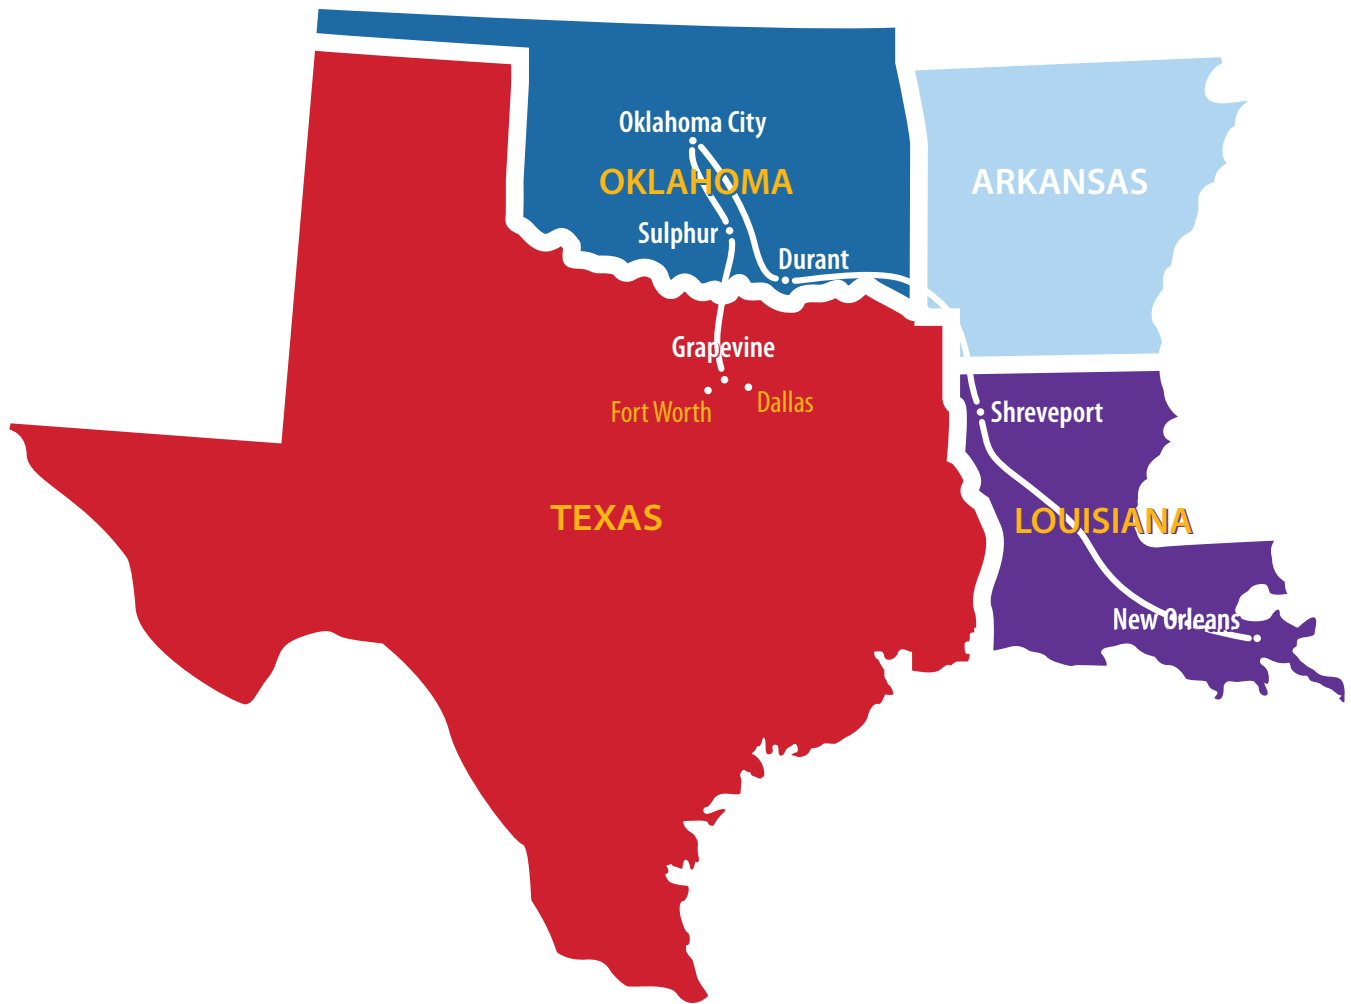 Oklahoma City
OKLAHOMA
ARKANSAS
Sulphur
Durant
Grapevine
Fort Worth
Dallas
Shreveport
TEXAS
LOUISIANA
New Orleans